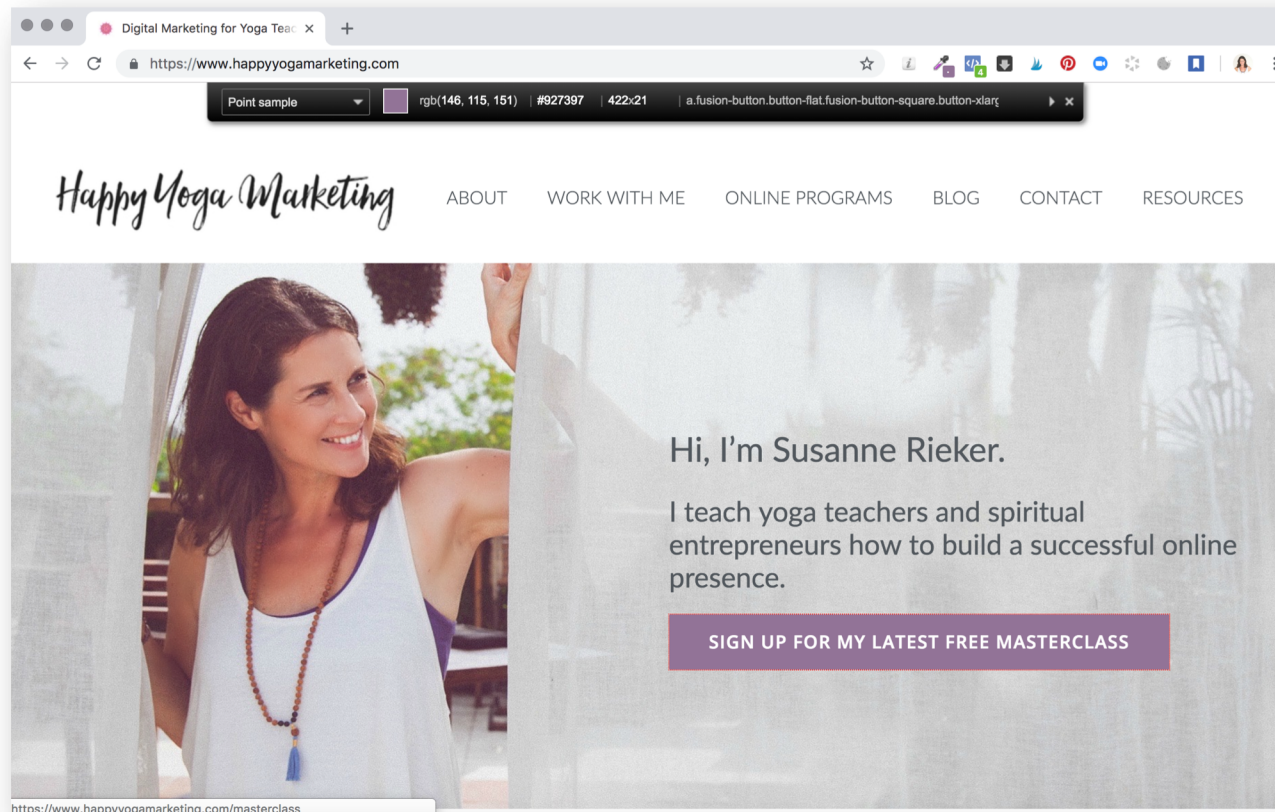 Digital Marketing for Yoga Teac
https://www.happyyogamarketing.com
4
Point sample rgb(146, 115, 151) | #927397 | 422x21 | a.fusion-button.button-flat.fusion-button-square.button-xlarg
Happy Yoga Marketing
ABOUT WORK WITH ME ONLINE PROGRAMS BLOG CONTACT RESOURCES
Hi, I’m Susanne Rieker.
I teach yoga teachers and spiritual
entrepreneurs how to build a successful online
presence.
SIGN UP FOR MY LATEST FREE MASTERCLASS
https://www.happyyogamarketing.com/masterclass